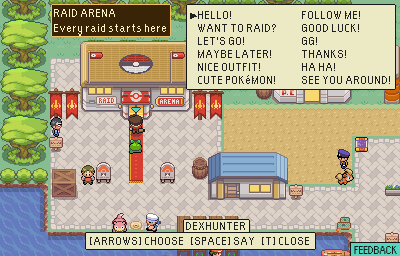 RAID ARENA
Every raid starts here
▶HELLO! FOLLOW ME!
WANT TO RAID? GOOD LUCK!
LET'S GO! GG!
MAYBE LATER! THANKS!
NICE OUTFIT! HA HA!
CUTE POKéMON! SEE YOU AROUND!
RAID ARENA!
DEXHUNTER
[ARROWS] CHOOSE [SPACE] SAY [T] CLOSE
FEEDBACK